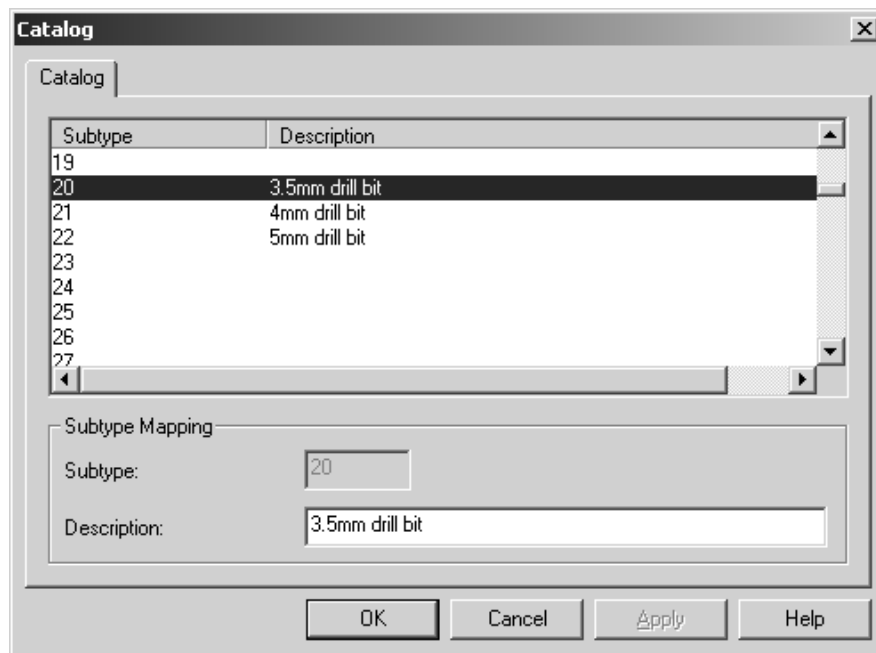 Catalog
Catalog
Subtype Description
19
20 3.5mm drill bit
21 4mm drill bit
22 5mm drill bit
23
24
25
26
27
Subtype Mapping
Subtype: 20
Description: 3.5mm drill bit
OK Cancel Apply Help